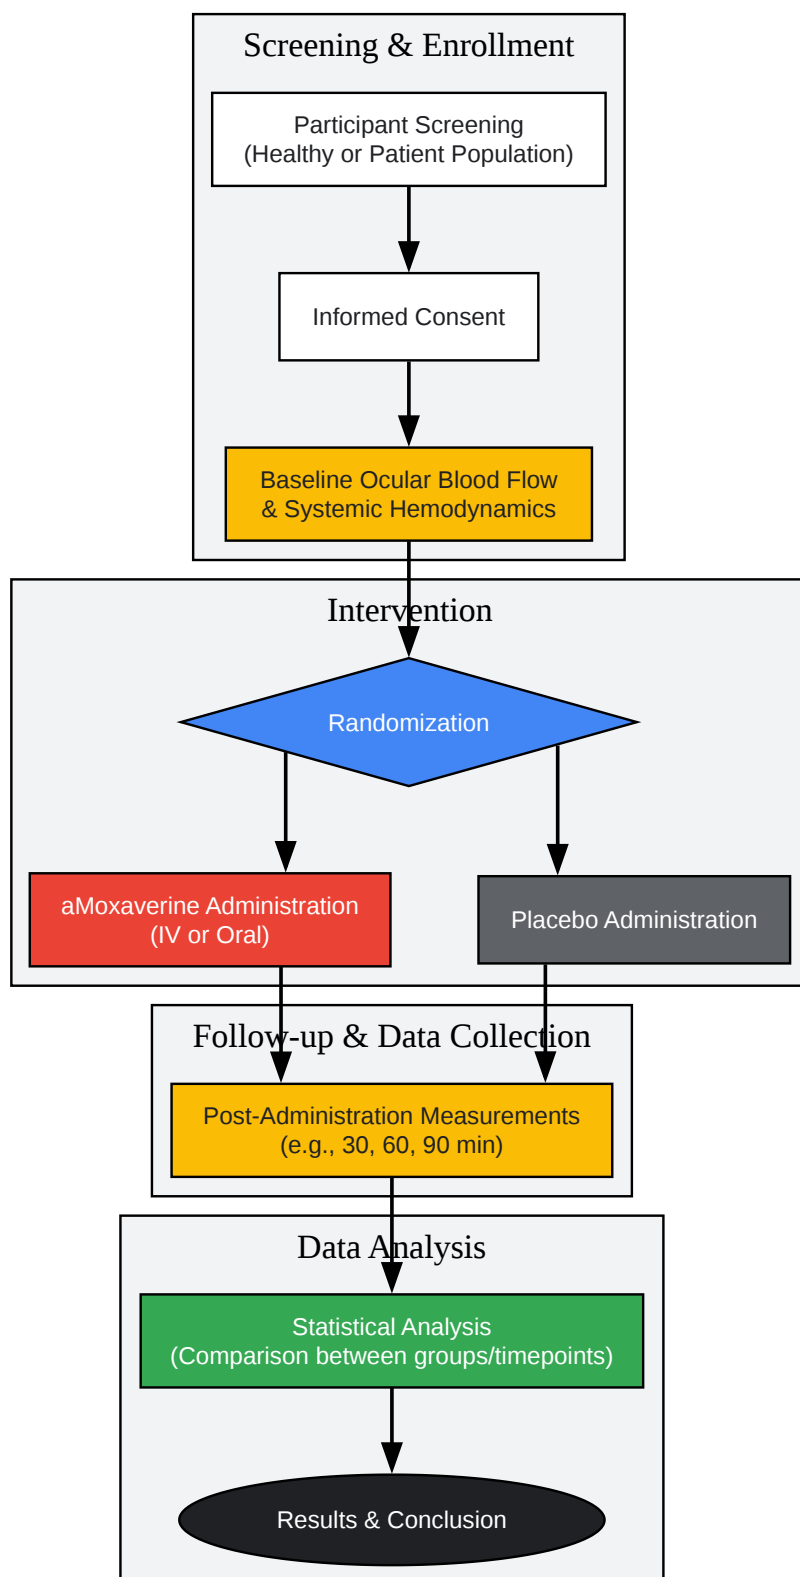 Screening & Enrollment
Participant Screening
(Healthy or Patient Population)
Informed Consent
Baseline Ocular Blood Flow
& Systemic Hemodynamics
Intervention
Randomization
aMoxaverine Administration
(IV or Oral)
Placebo Administration
Follow-up & Data Collection
Post-Administration Measurements
(e.g., 30, 60, 90 min)
Data Analysis
Statistical Analysis
(Comparison between groups/timepoints)
Results & Conclusion